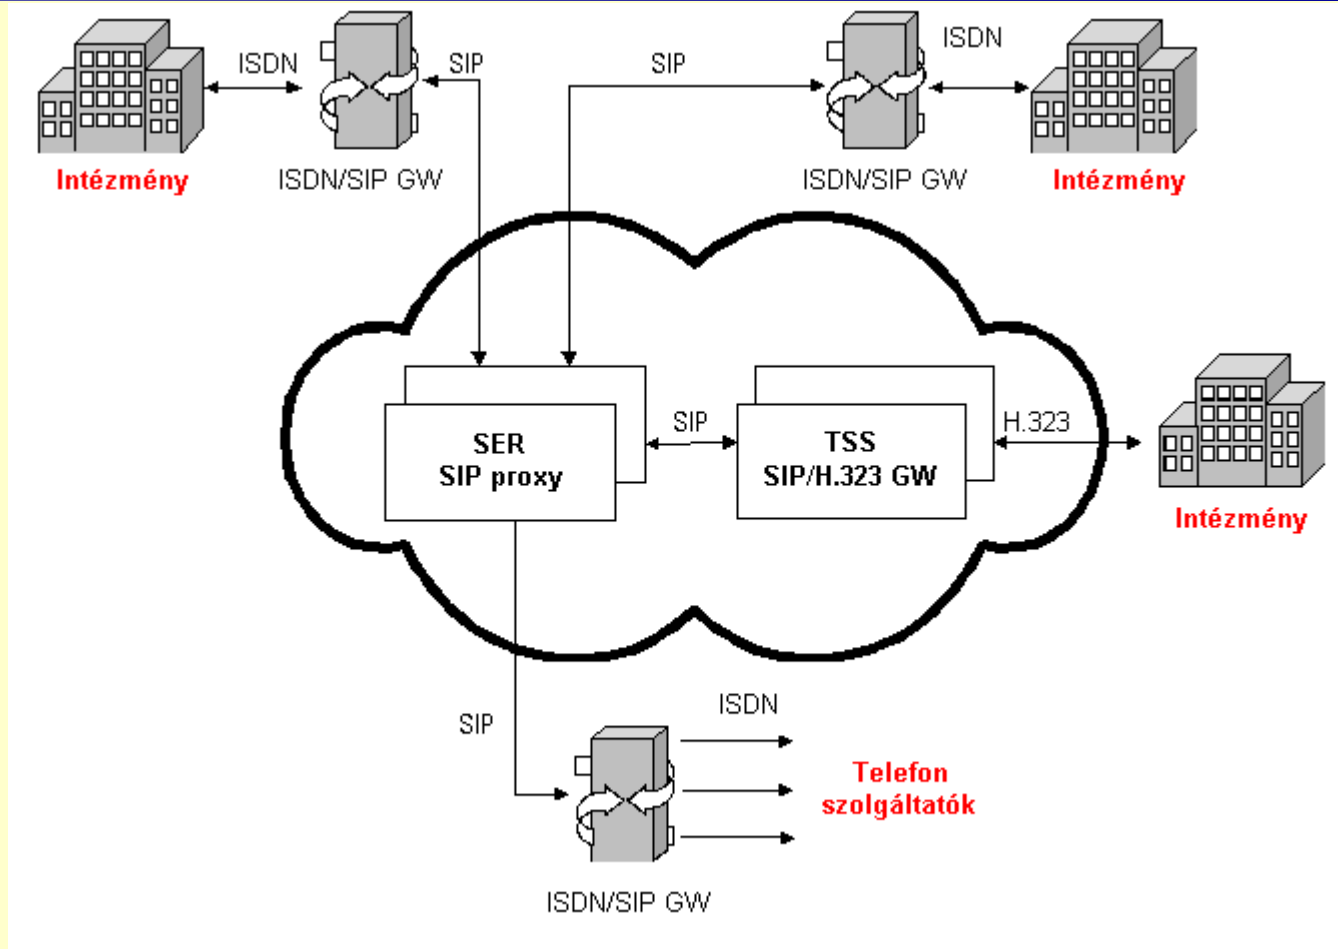 ISDN
SIP
SIP
ISDN
Intézmény
ISDN/SIP GW
ISDN/SIP GW
Intézmény
SER
SIP proxy
SIP
TSS
SIP/H.323 GW
H.323
Intézmény
SIP
ISDN
Telefon
szolgáltatók
ISDN/SIP GW